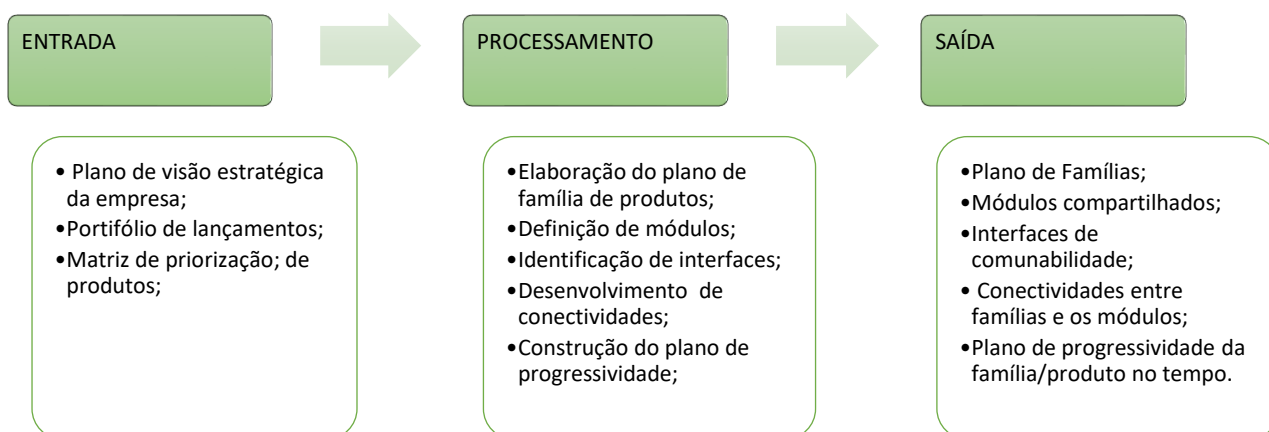 ENTRADA
• Plano de visão estratégica
da empresa;
•Portifólio de lançamentos;
•Matriz de priorização; de
produtos;
PROCESSAMENTO
•Elaboração do plano de
família de produtos;
•Definição de módulos;
•Identificação de interfaces;
•Desenvolvimento de
conectividades;
•Construção do plano de
progressividade;
SAÍDA
•Plano de Famílias;
•Módulos compartilhados;
•Interfaces de
comunabilidade;
• Conectividades entre
famílias e os módulos;
•Plano de progressividade da
família/produto no tempo.